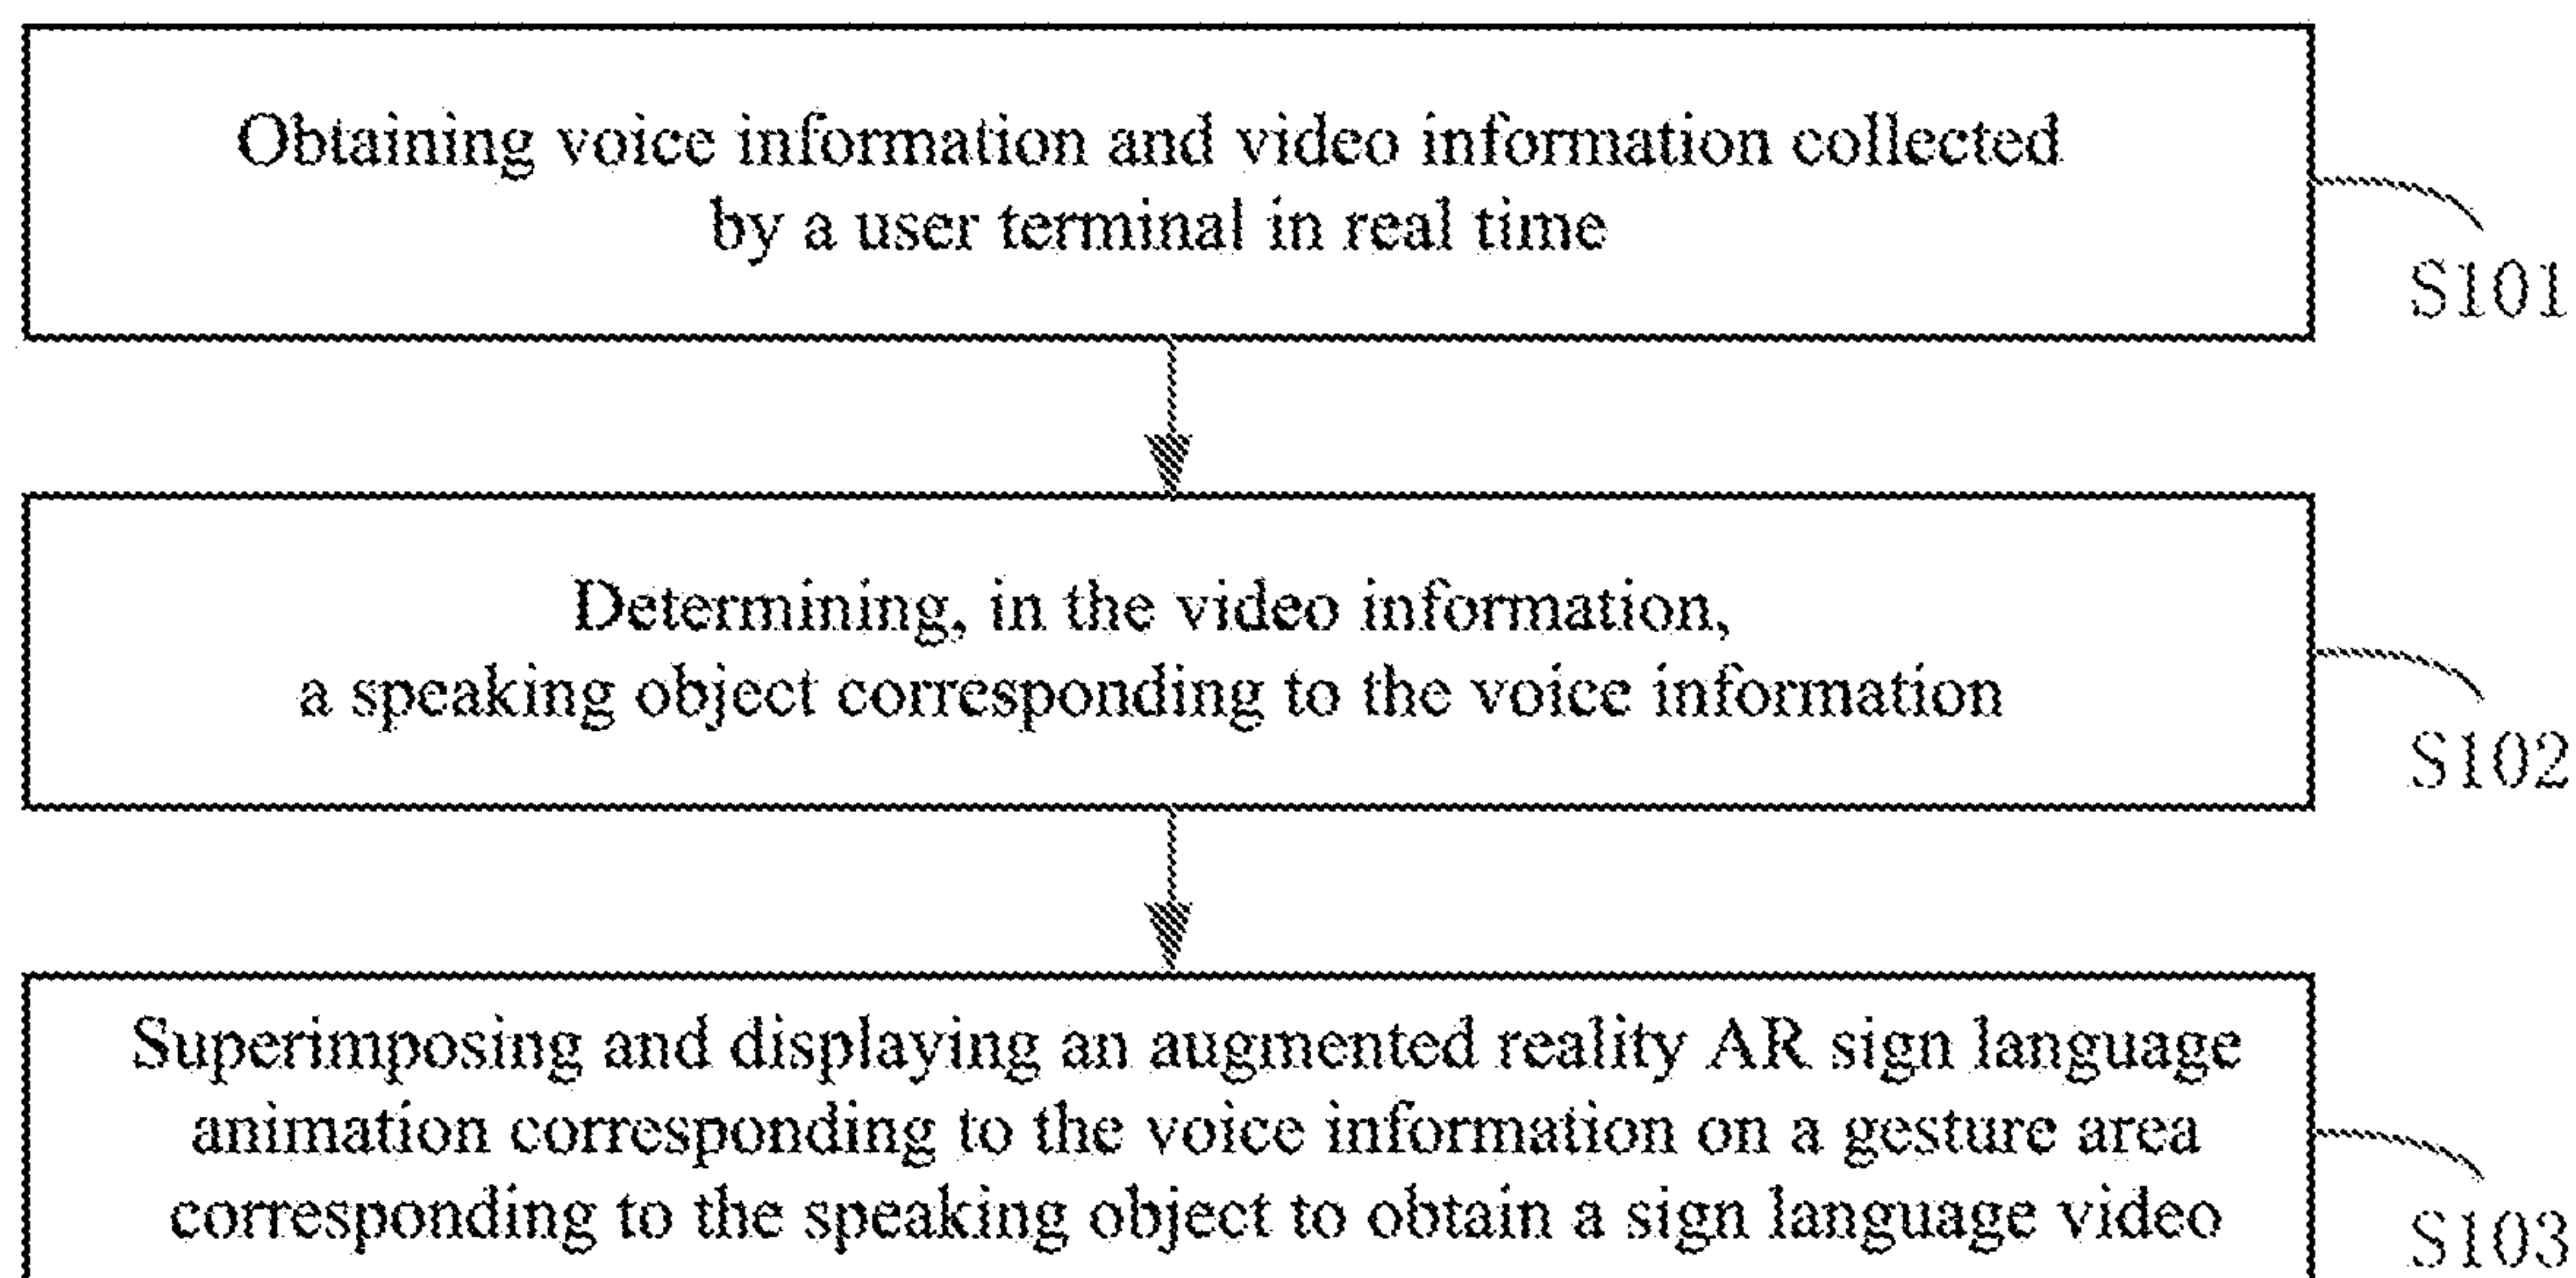 Obtaining voice information and video information collected
by a user terminal in real time
S101
Determining, in the video information,
a speaking object corresponding to the voice information
S102
Superimposing and displaying an augmented reality AR sign language
animation corresponding to the voice information on a gesture area
corresponding to the speaking object to obtain a sign language video
S103